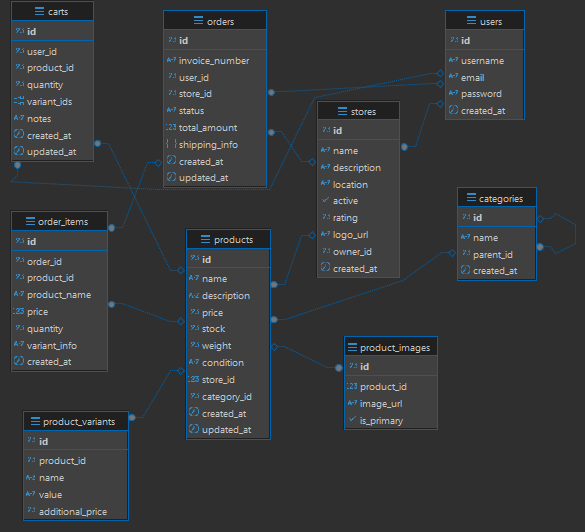 carts
id
user_id
product_id
quantity
variant_ids
notes
created_at
updated_at
orders
id
invoice_number
user_id
store_id
status
total_amount
shipping_info
created_at
updated_at
users
id
username
email
password
created_at
stores
id
name
description
location
active
rating
logo_url
owner_id
created_at
categories
id
name
parent_id
created_at
order_items
id
order_id
product_id
product_name
price
quantity
variant_info
created_at
products
id
name
description
price
stock
weight
condition
store_id
category_id
created_at
updated_at
product_images
id
product_id
image_url
is_primary
product_variants
id
product_id
name
value
additional_price